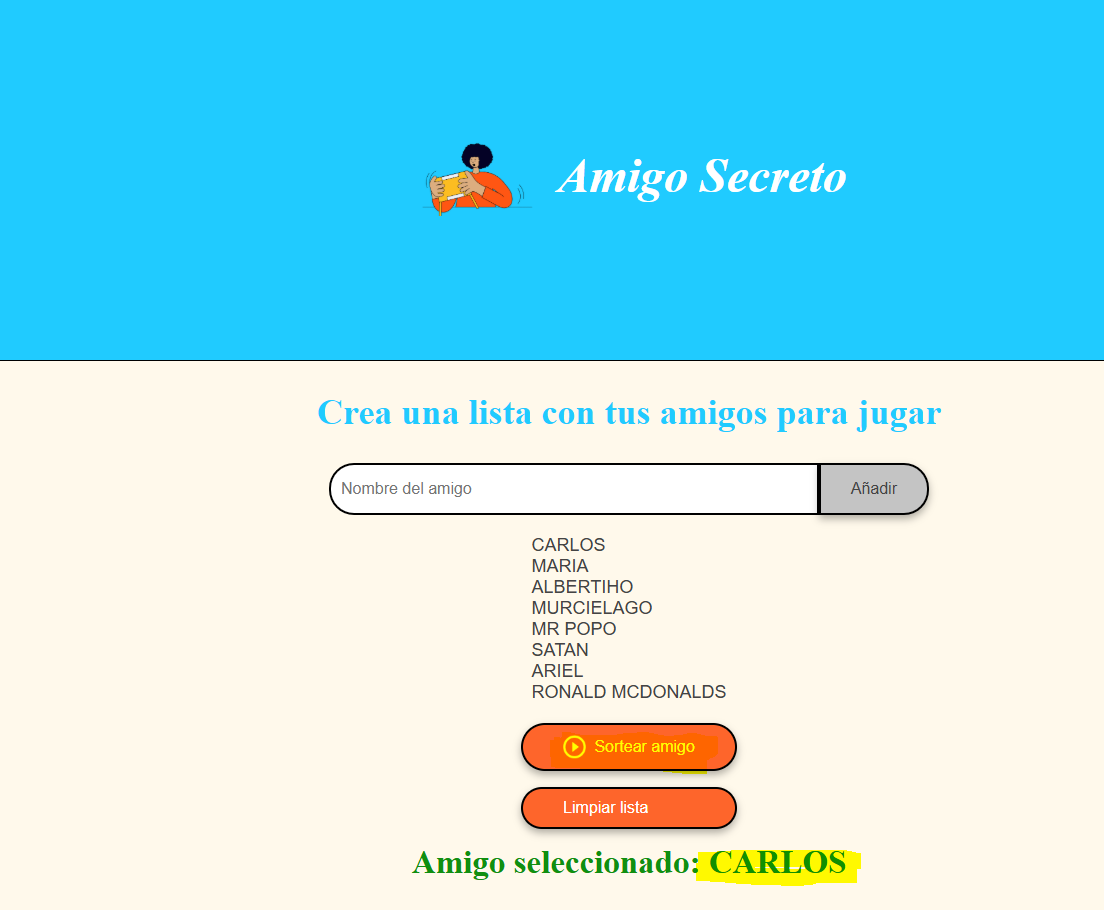 Amigo Secreto
Crea una lista con tus amigos para jugar
Nombre del amigo
Añadir
CARLOS
MARIA
ALBERTIHO
MURCIELAGO
MR POPO
SATAN
ARIEL
RONALD MCDONALDS
Sortear amigo
Limpiar lista
Amigo seleccionado: CARLOS